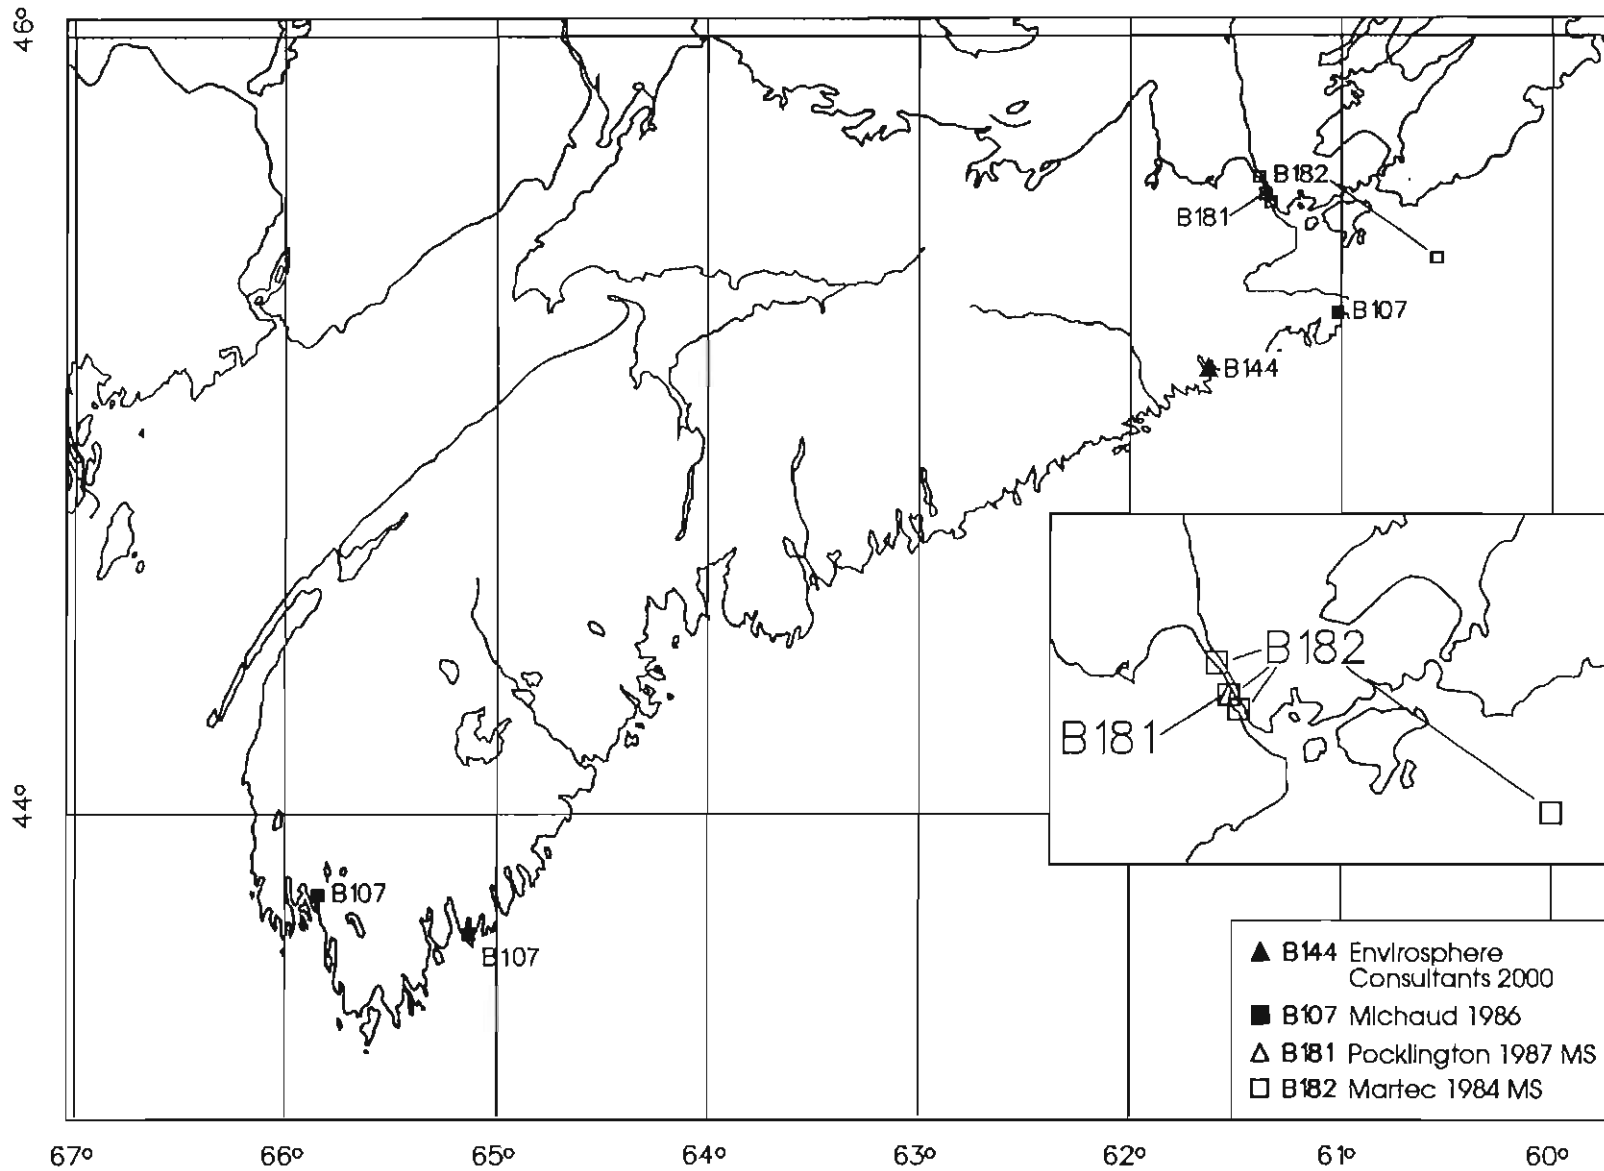 46°
B182
B181
B107
B144
B182
B181
44°
B107
B107
▲ B144 Envirosphere
Consultants 2000
■ B107 Michaud 1986
△ B181 Pocklington 1987 MS
□ B182 Martec 1984 MS
67° 66° 65° 64° 63° 62° 61° 60°